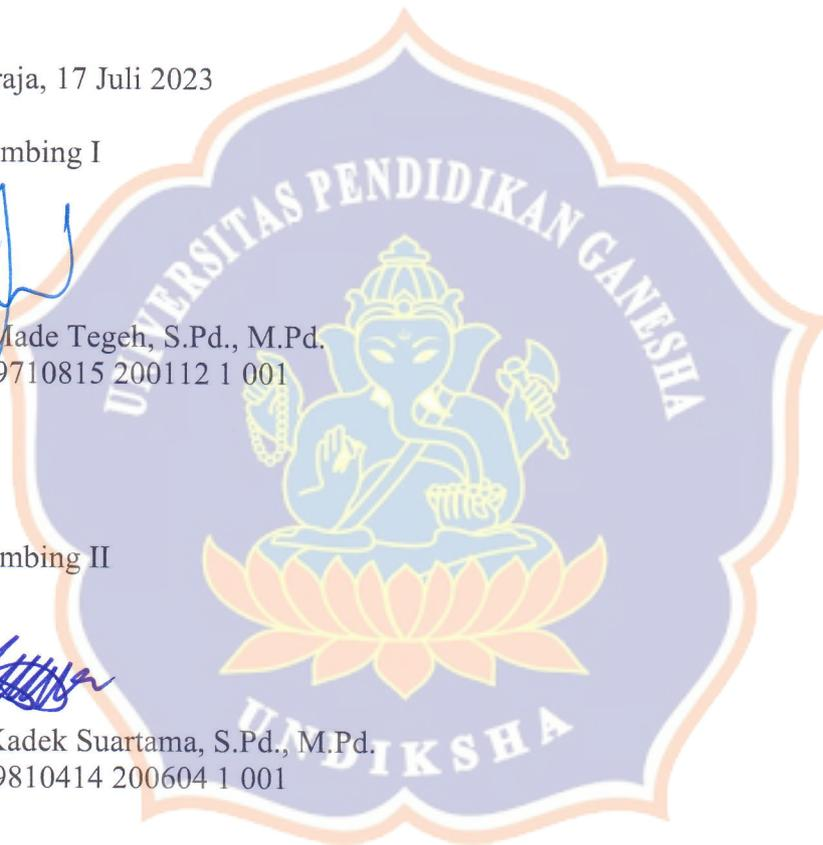 raja, 17 Juli 2023
mbing I
Made Tegeh, S.Pd., M.Pd.
9710815 200112 1 001
mbing II
Kadek Suartama, S.Pd., M.Pd.
9810414 200604 1 001
UNIVERSITAS PENDIDIKAN GANESHA
UNDIKSHA